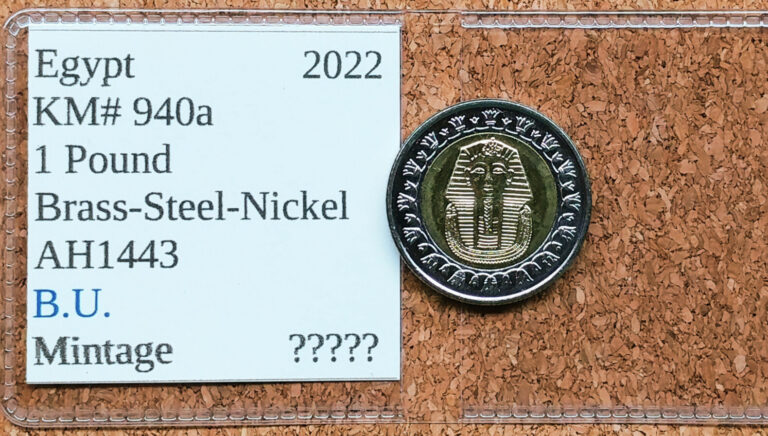 Egypt 2022
KM# 940a
1 Pound
Brass-Steel-Nickel
AH1443
B.U.
Mintage ?????